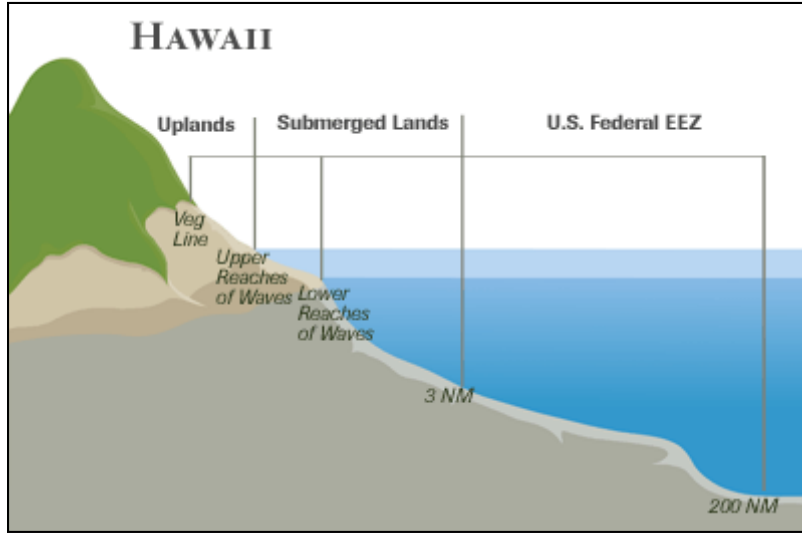 HAWAII
Uplands
Submerged Lands
U.S. Federal EEZ
Veg
Line
Upper
Reaches
of Waves
Lower
Reaches
of Waves
3 NM
200 NM